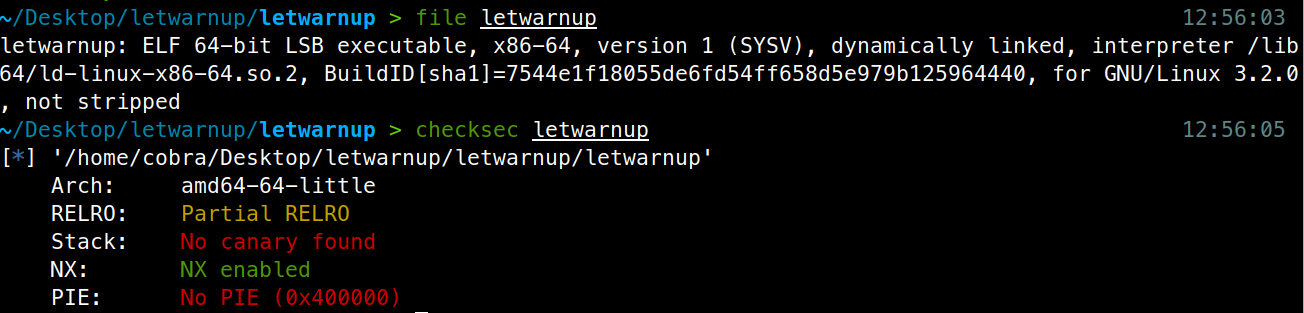 ~/Desktop/letwarnup/letwarnup > file letwarnup 12:56:03
letwarnup: ELF 64-bit LSB executable, x86-64, version 1 (SYSV), dynamically linked, interpreter /lib
64/ld-linux-x86-64.so.2, BuildID[sha1]=7544e1f18055de6fd54ff658d5e979b125964440, for GNU/Linux 3.2.0
, not stripped
~/Desktop/letwarnup/letwarnup > checksec letwarnup 12:56:05
[*] '/home/cobra/Desktop/letwarnup/letwarnup/letwarnup'
    Arch:     amd64-64-little
    RELRO:    Partial RELRO
    Stack:    No canary found
    NX:       NX enabled
    PIE:      No PIE (0x400000)